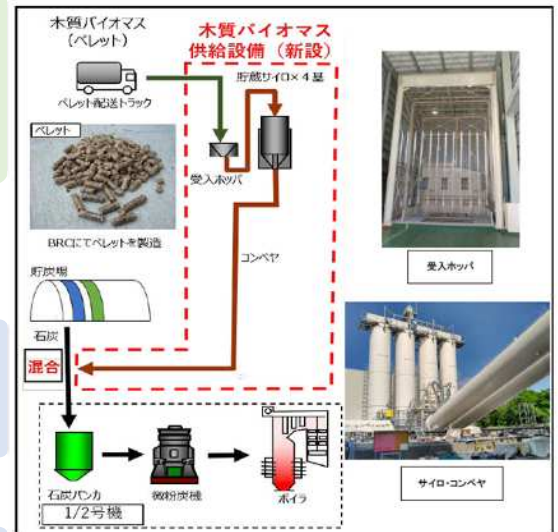 木質バイオマス
(ペレット)
木質バイオマス
供給設備（新設）
ペレット配送トラック
貯蔵サイロ×４基
ペレット
受入ホッパ
BRCにてペレットを製造
コンベヤ
貯炭場
石炭
混合
石炭バンカ
微粉炭機
ボイラ
1/2号機
受入ホッパ
サイロ・コンベヤ